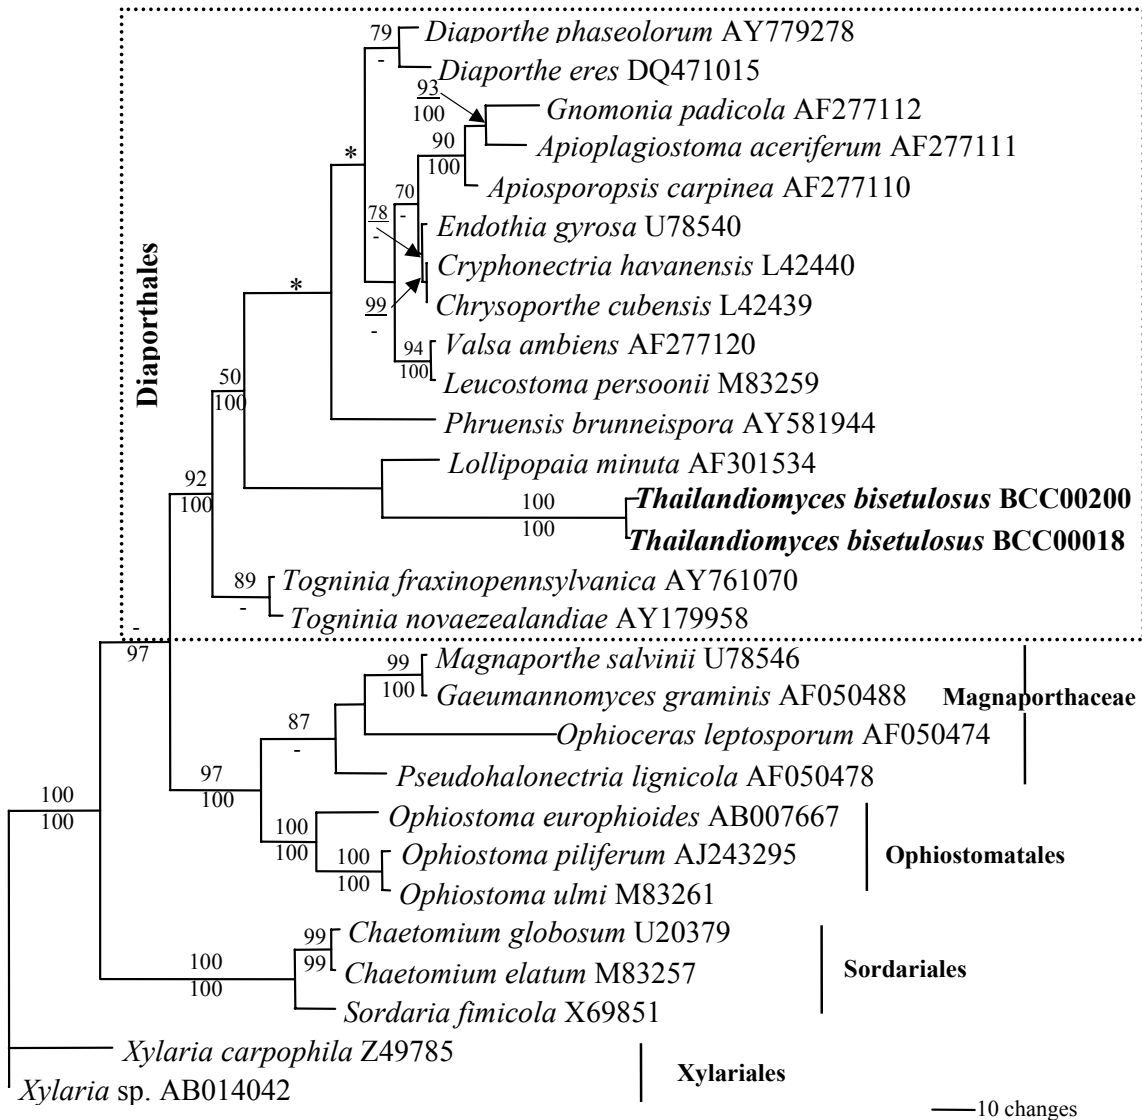 79
Diaporthe phaseolorum AY779278
-
Diaporthe eres DQ471015
93
100
Gnomonia padicola AF277112
Apioplagiostoma aceriferum AF277111
90
100
*
Apiosporopsis carpinea AF277110
70
-
78
-
Endothia gyrosa U78540
Cryphonectria havanensis L42440
*
99
-
Chrysoporthe cubensis L42439
Diaporthales
94
100
Valsa ambiens AF277120
Leucostoma persoonii M83259
50
100
Phruensis brunneispora AY581944
Lollipopaia minuta AF301534
92
100
100
100
Thailandiomyces bisetulosus BCC00200
Thailandiomyces bisetulosus BCC00018
89
-
Togninia fraxinopennsylvanica AY761070
Togninia novaezealandiae AY179958
-
97
99
100
Magnaporthe salvinii U78546
Gaeumannomyces graminis AF050488
Magnaporthaceae
87
-
Ophioceras leptosporum AF050474
97
100
Pseudohalonectria lignicola AF050478
100
100
Ophiostoma europhioides AB007667
100
100
100
100
Ophiostoma piliferum AJ243295
Ophiostomatales
Ophiostoma ulmi M83261
99
99
Chaetomium globosum U20379
100
100
Chaetomium elatum M83257
Sordariales
Sordaria fimicola X69851
Xylaria carpophila Z49785
Xylariales
Xylaria sp. AB014042
10 changes